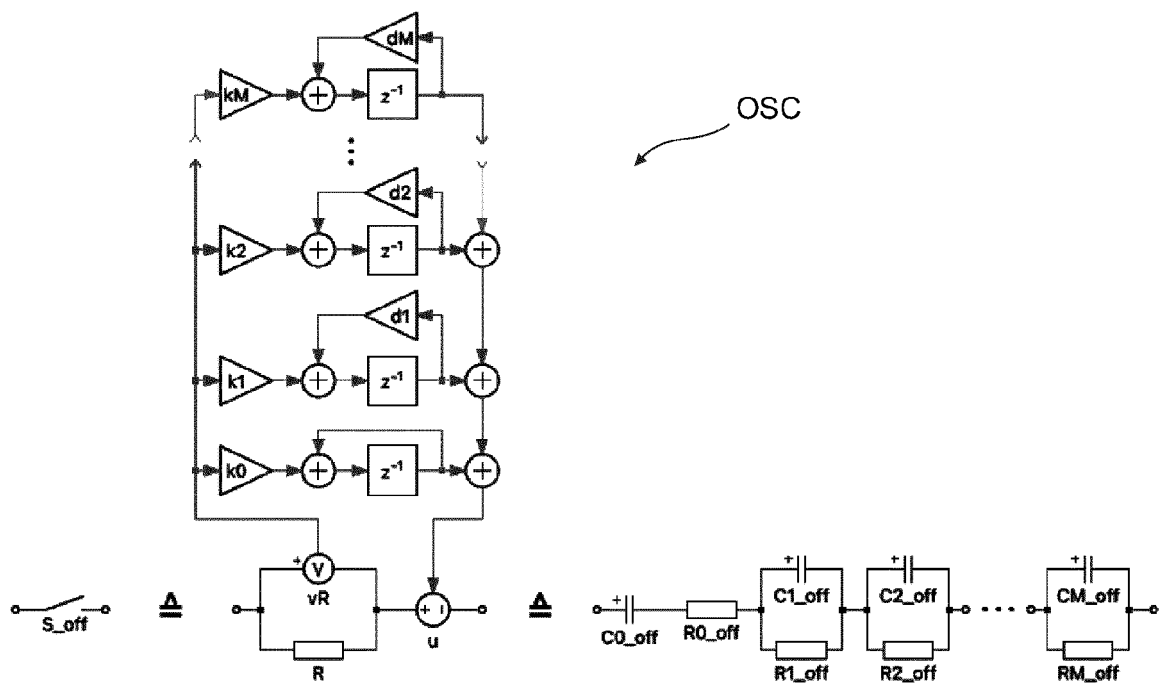 dM
kM
z⁻¹
OSC
...
d2
k2
z⁻¹
d1
k1
z⁻¹
k0
z⁻¹
+ V
vR
R
+ -
u
S_off
≙
≙
+
C0_off
R0_off
+
C1_off
R1_off
+
C2_off
R2_off
...
+
CM_off
RM_off